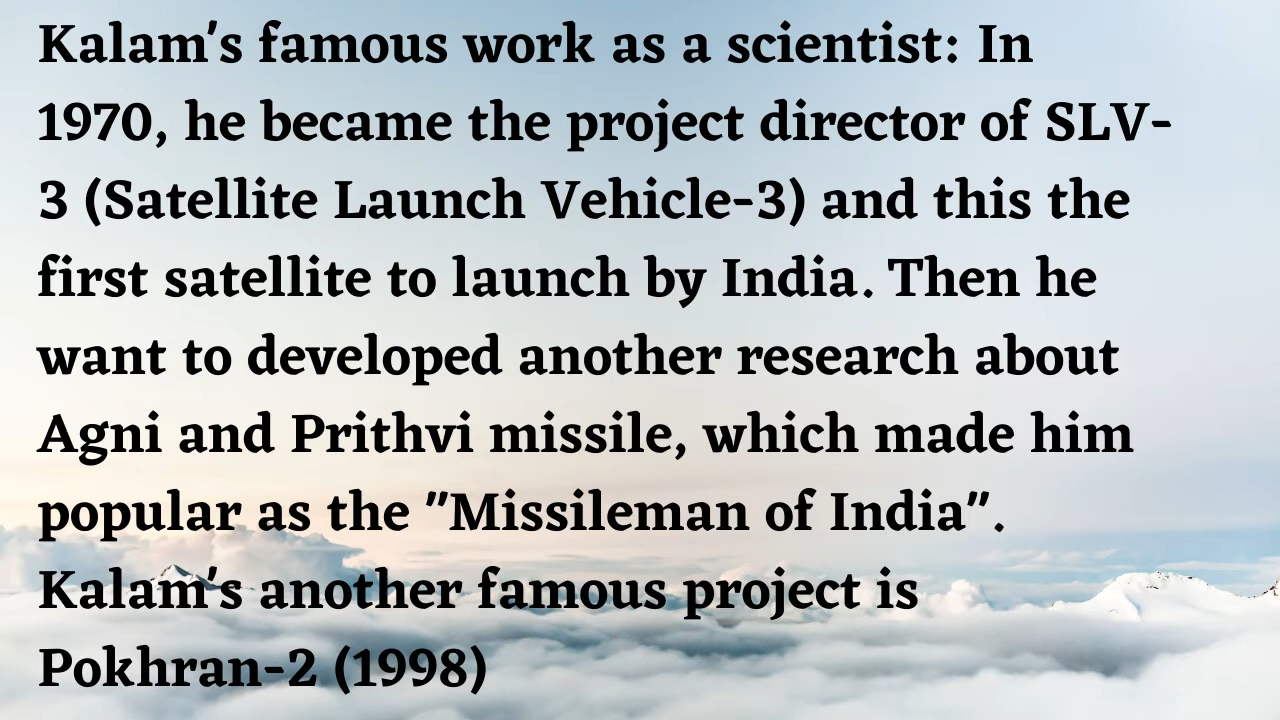 Kalam's famous work as a scientist: In
1970, he became the project director of SLV-
3 (Satellite Launch Vehicle-3) and this the
first satellite to launch by India. Then he
want to developed another research about
Agni and Prithvi missile, which made him
popular as the "Missileman of India".
Kalam's another famous project is
Pokhran-2 (1998)